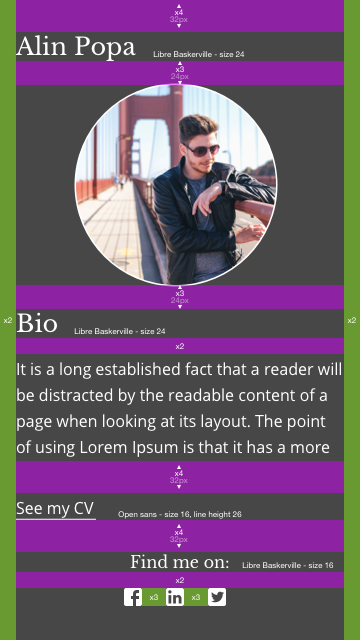 x4
32px
Alin Popa Libre Baskerville - size 24
x3
24px
x3
24px
x2 x2
Bio Libre Baskerville - size 24
x2
It is a long established fact that a reader will
be distracted by the readable content of a
page when looking at its layout. The point
of using Lorem Ipsum is that it has a more
x4
32px
See my CV Open sans - size 16, line height 26
x4
32px
Find me on: Libre Baskerville - size 16
x2
f x3 in x3